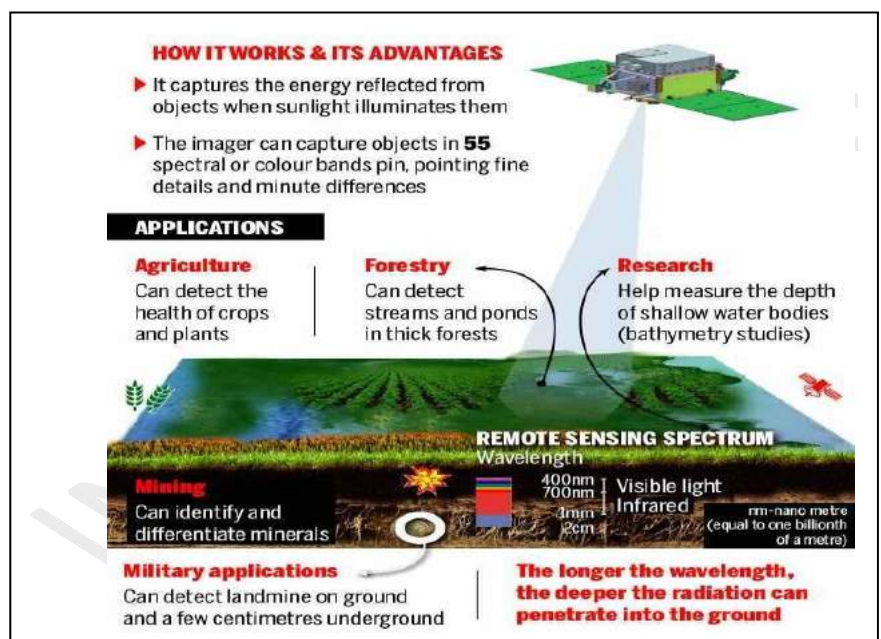 HOW IT WORKS & ITS ADVANTAGES
It captures the energy reflected from
objects when sunlight illuminates them
The imager can capture objects in 55
spectral or colour bands pin, pointing fine
details and minute differences
APPLICATIONS
Agriculture
Can detect the
health of crops
and plants
Forestry
Can detect
streams and ponds
in thick forests
Research
Help measure the depth
of shallow water bodies
(bathymetry studies)
REMOTE SENSING SPECTRUM
Wavelength
400nm
700nm
1mm
2cm
Visible light
Infrared
nm-nano metre
(equal to one billionth
of a metre)
Mining
Can identify and
differentiate minerals
Military applications
Can detect landmine on ground
and a few centimetres underground
The longer the wavelength,
the deeper the radiation can
penetrate into the ground